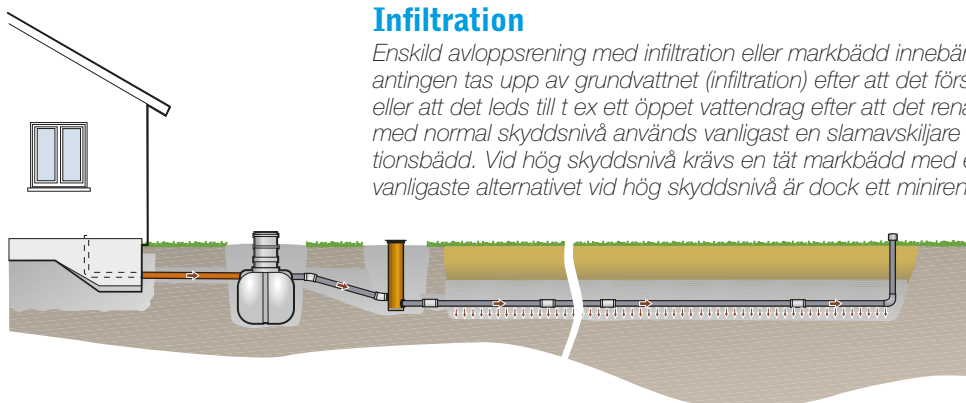 Infiltration
Enskild avloppsrening med infiltration eller markbädd innebär
antingen tas upp av grundvattnet (infiltration) efter att det förs
eller att det leds till t ex ett öppet vattendrag efter att det rena
med normal skyddsnivå används vanligast en slamavskiljare
tionsbädd. Vid hög skyddsnivå krävs en tät markbädd med e
vanligaste alternativet vid hög skyddsnivå är dock ett miniren